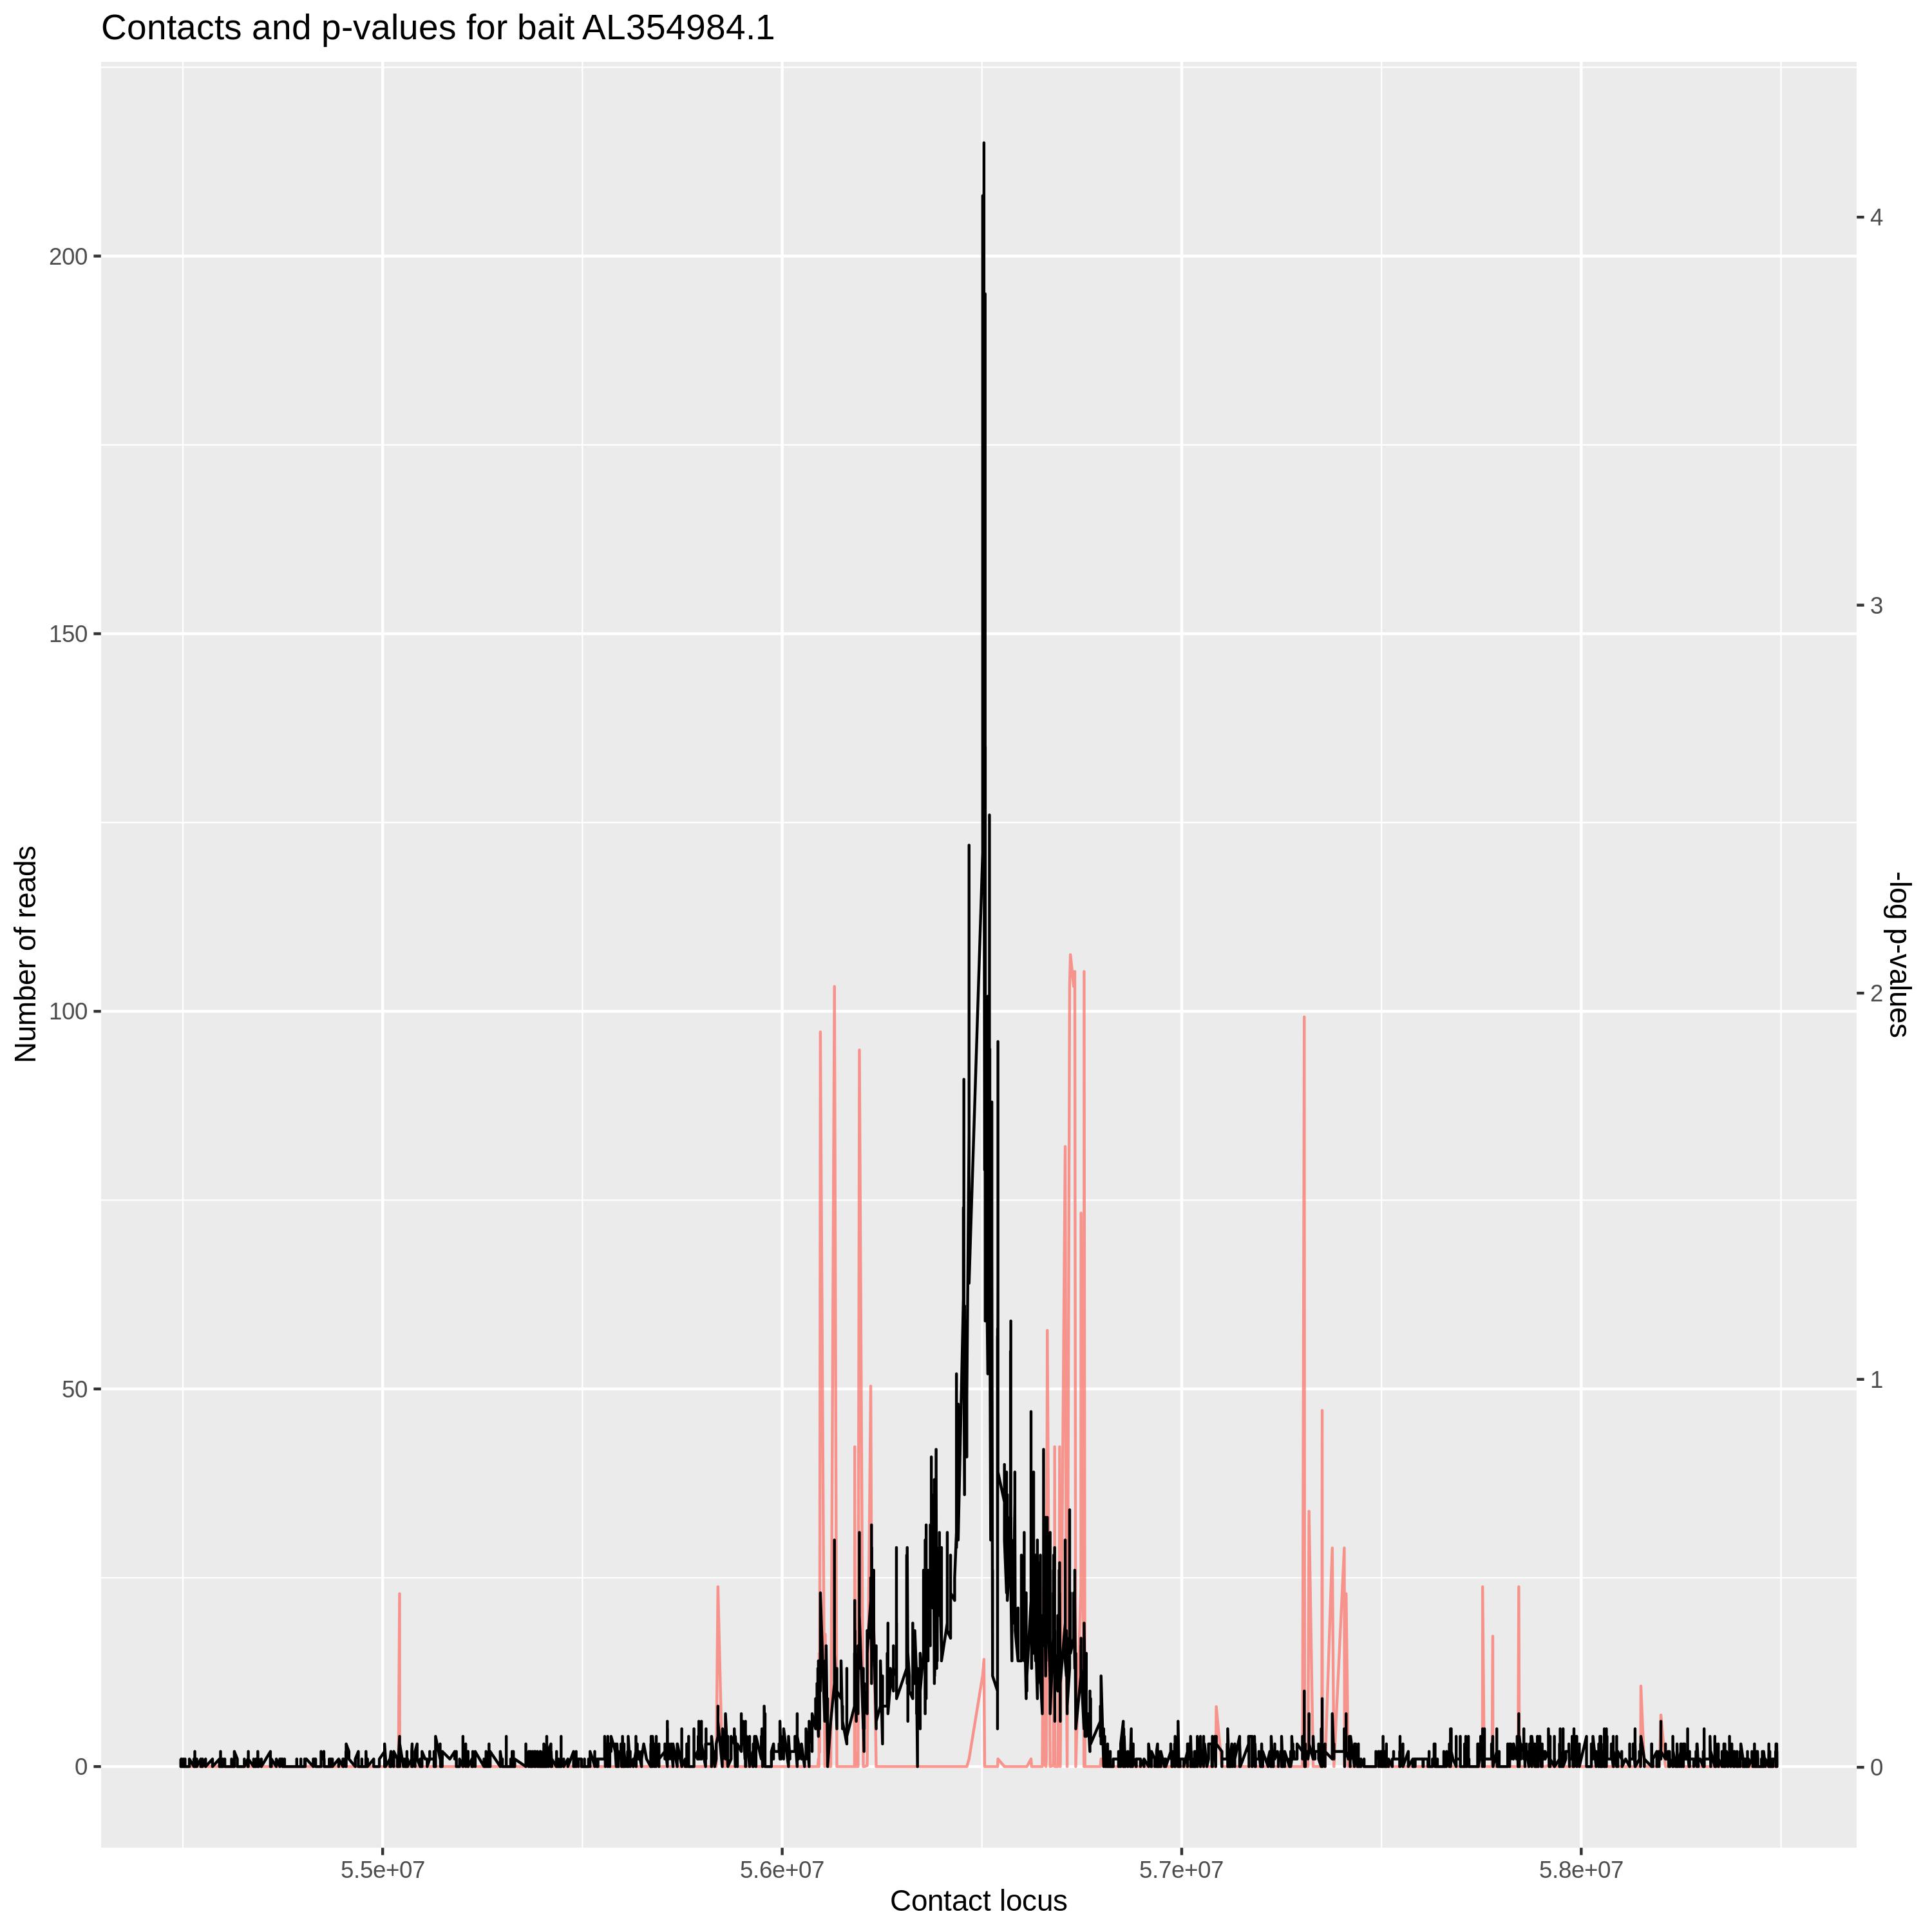 Contacts and p-values for bait AL354984.1
200
150
100
50
0
Number of reads
4
3
2
1
0
-log p-values
5.5e+07
5.6e+07
5.7e+07
5.8e+07
Contact locus